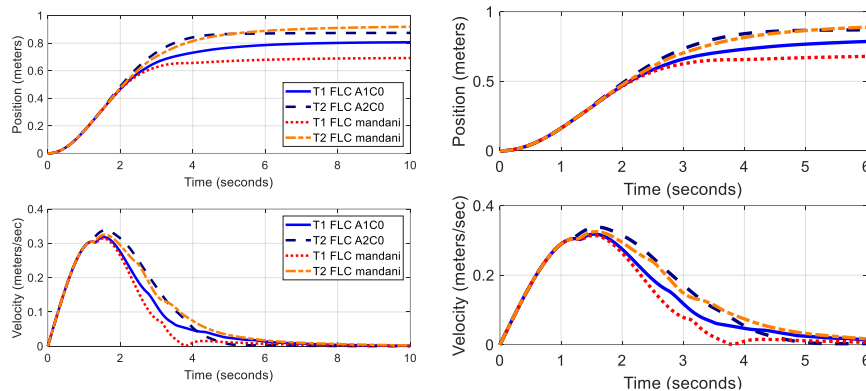 1
0.8
0.6
0.4
0.2
0
Position (meters)
T1 FLC A1C0
T2 FLC A2C0
T1 FLC mandani
T2 FLC mandani
0 2 4 6 8 10
Time (seconds)
1
0.5
0
Position (meters)
0 1 2 3 4 5 6
Time (seconds)
0.4
0.3
0.2
0.1
0
Velocity (meters/sec)
T1 FLC A1C0
T2 FLC A2C0
T1 FLC mandani
T2 FLC mandani
0 2 4 6 8 10
Time (seconds)
0.4
0.2
0
Velocity (meters/sec)
0 1 2 3 4 5 6
Time (seconds)